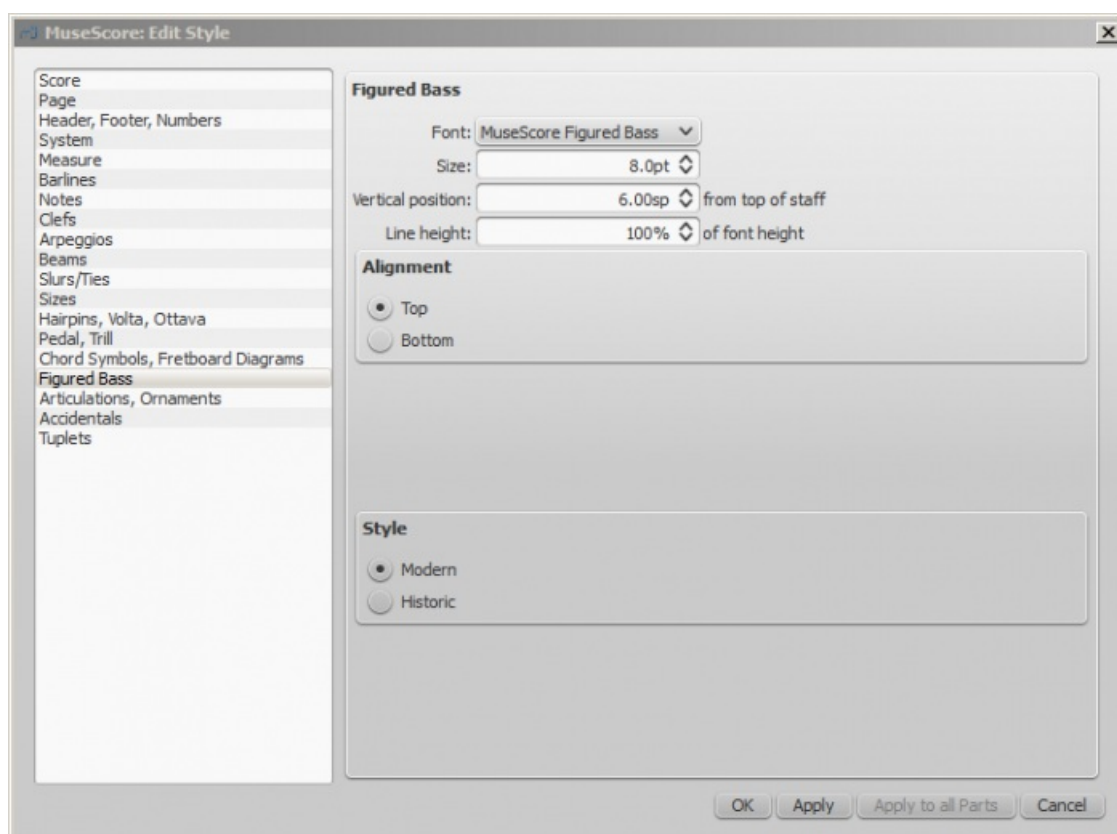 MuseScore: Edit Style
Score
Page
Header, Footer, Numbers
System
Measure
Barlines
Notes
Clefs
Arpeggios
Beams
Slurs/Ties
Sizes
Hairpins, Volta, Ottava
Pedal, Trill
Chord Symbols, Fretboard Diagrams
Figured Bass
Articulations, Ornaments
Accidentals
Tuplets
Figured Bass
Font: MuseScore Figured Bass
Size: 8.0pt
Vertical position: 6.00sp from top of staff
Line height: 100% of font height
Alignment
Top
Bottom
Style
Modern
Historic
OK Apply Apply to all Parts Cancel